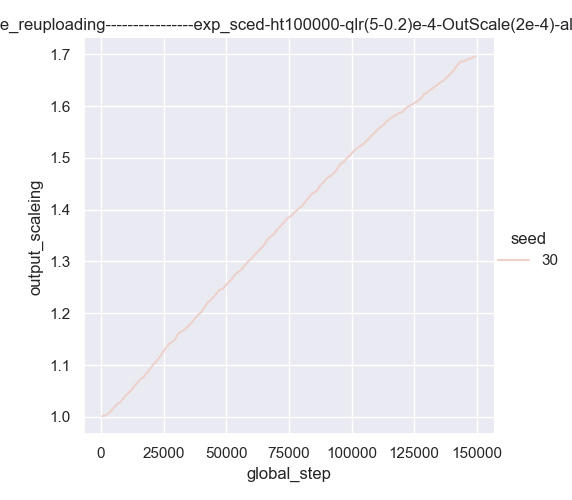 e_reuploading----------------exp_sced-ht100000-qlr(5-0.2)e-4-OutScale(2e-4)-al
1.7
1.6
1.5
1.4
1.3
1.2
1.1
1.0
output_scaleing
0 25000 50000 75000 100000 125000 150000
global_step
seed
30